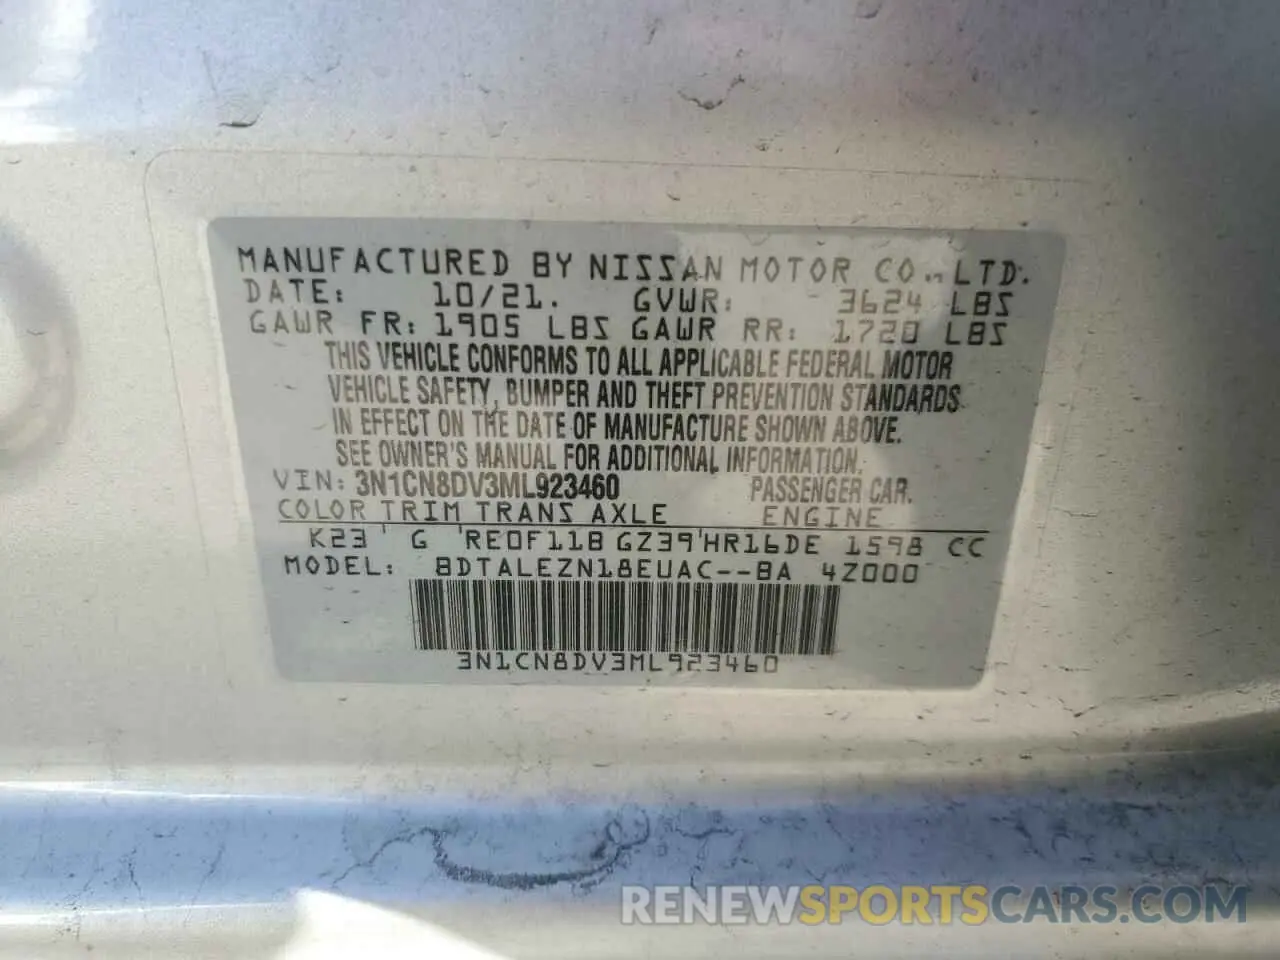 MANUFACTURED BY NISSAN MOTOR CO., LTD.
DATE: 10/21. GVWR: 3624 LBS
GAWR FR: 1905 LBS GAWR RR: 1720 LBS
THIS VEHICLE CONFORMS TO ALL APPLICABLE FEDERAL MOTOR
VEHICLE SAFETY, BUMPER AND THEFT PREVENTION STANDARDS
IN EFFECT ON THE DATE OF MANUFACTURE SHOWN ABOVE.
SEE OWNER'S MANUAL FOR ADDITIONAL INFORMATION.
VIN: 3N1CN8DV3ML923460 PASSENGER CAR.
COLOR TRIM TRANS AXLE ENGINE
K23 ' G 'RE0F11B GZ39'HR16DE 1598 CC
MODEL: BDTALEZN18EUAC--BA 4Z000
3N1CN8DV3ML923460
RENEWSPORTSCARS.COM